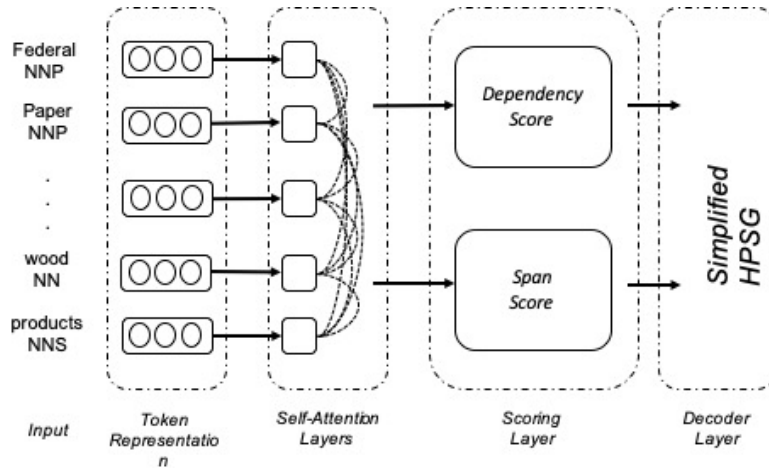 Federal
NNP
Paper
NNP
.
.
.
wood
NN
products
NNS
Dependency
Score
Span
Score
Simplified
HPSG
Input
Token
Representatio
n
Self-Attention
Layers
Scoring
Layer
Decoder
Layer